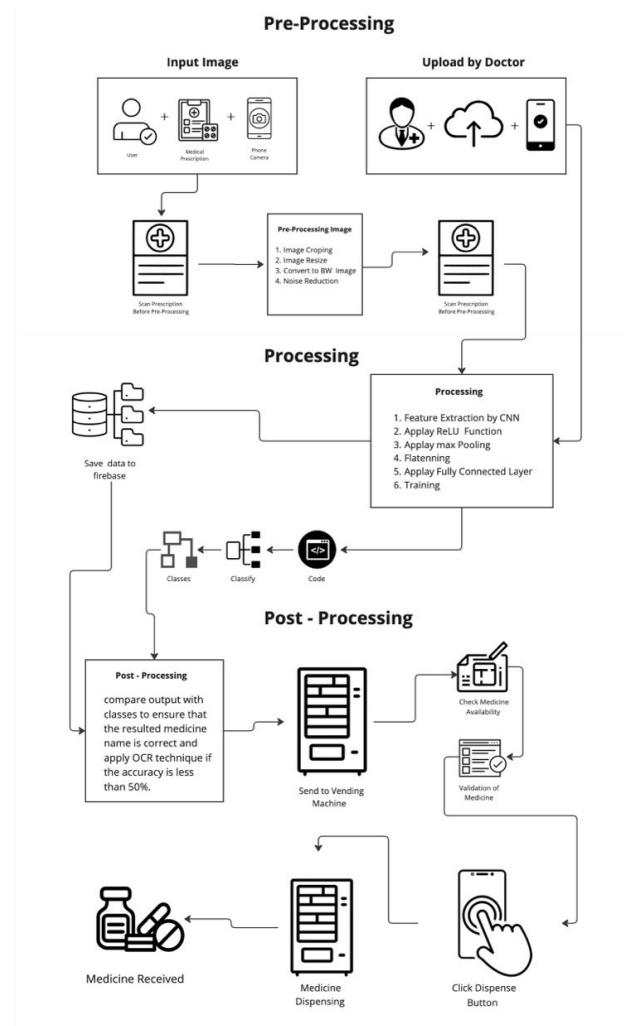 Pre-Processing
Input Image
Upload by Doctor
+
+
+
+
User
Medical
Prescription
Phone
Camera
Scan Prescription
Before Pre-Processing
Pre-Processing Image
1. Image Croping
2. Image Resize
3. Convert to BW Image
4. Noise Reduction
Scan Prescription
Before Pre-Processing
Processing
Processing
1. Feature Extraction by CNN
2. Applay ReLU Function
3. Applay max Pooling
4. Flatenning
5. Applay Fully Connected Layer
6. Training
Save data to
firebase
</>
Classes
Classify
Code
Post - Processing
Post - Processing
compare output with
classes to ensure that
the resulted medicine
name is correct and
apply OCR technique if
the accuracy is less
than 50%.
Send to Vending
Machine
Check Medicine
Availability
Validation of
Medicine
Medicine Received
Medicine
Dispensing
Click Dispense
Button